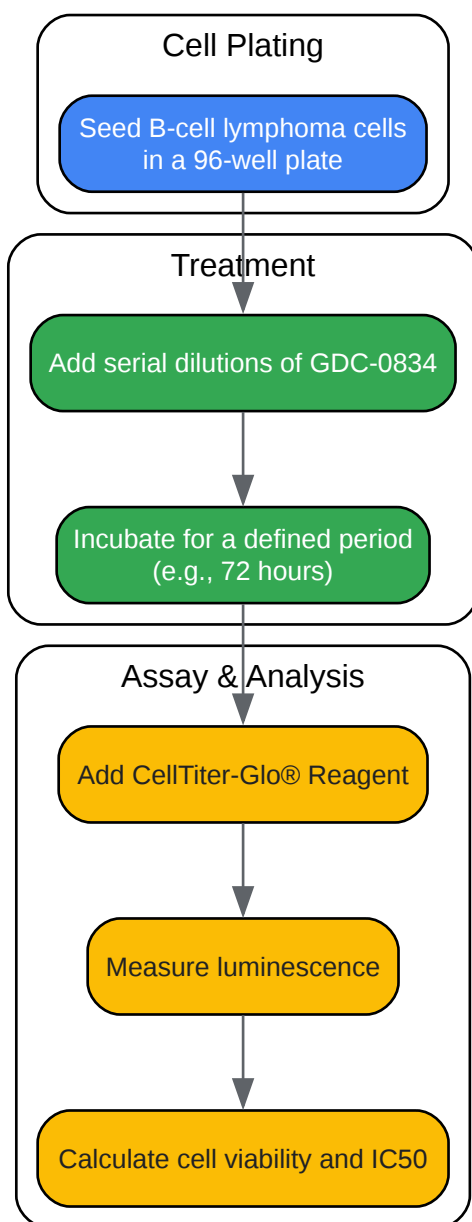 Cell Plating
Seed B-cell lymphoma cells
in a 96-well plate
Treatment
Add serial dilutions of GDC-0834
Incubate for a defined period
(e.g., 72 hours)
Assay & Analysis
Add CellTiter-Glo® Reagent
Measure luminescence
Calculate cell viability and IC50